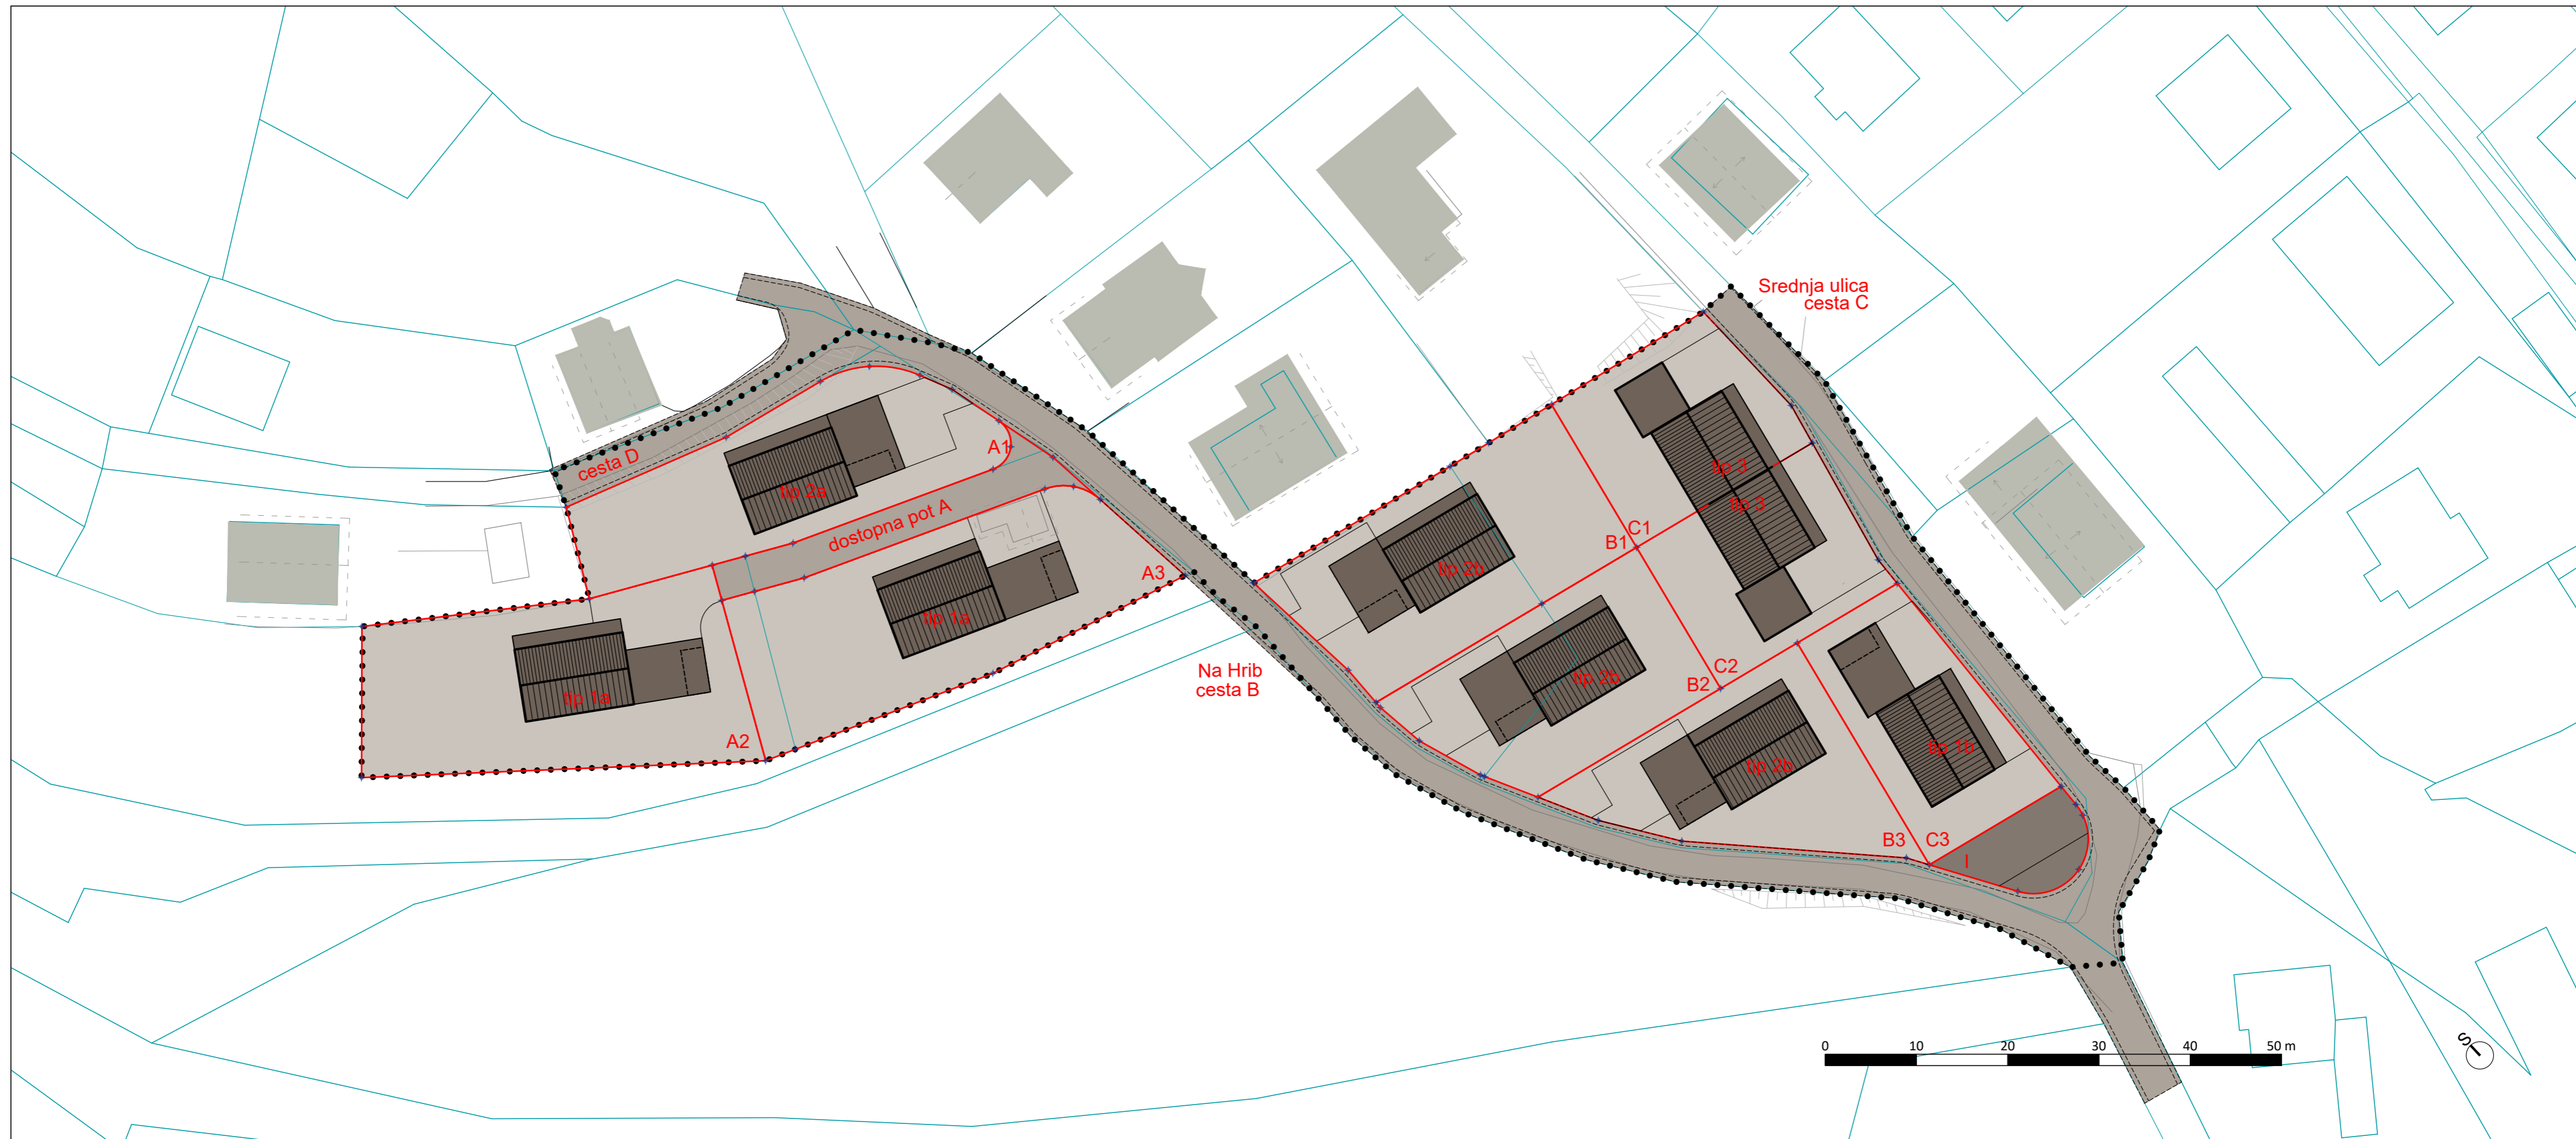 Srednja ulica
cesta C
cesta D
A1
tip 2a
dostopna pot A
tip 3
tip 3
C1
B1
tip 2b
A3
tip 1a
Na Hrib
cesta B
tip 2b
C2
B2
tip 1a
A2
tip 2b
tip 1b
B3
C3
I
0 10 20 30 40 50 m
S